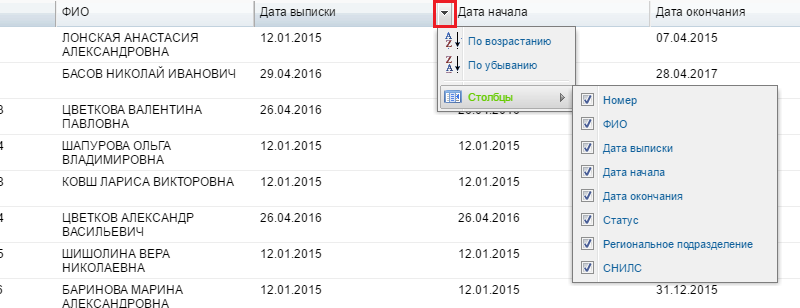 ФИО Дата выписки Дата начала Дата окончания
ЛОНСКАЯ АНАСТАСИЯ 12.01.2015 07.04.2015
АЛЕКСАНДРОВНА
По возрастанию
БАСОВ НИКОЛАЙ ИВАНОВИЧ 29.04.2016 28.04.2017
По убыванию
Столбцы
3 ЦВЕТКОВА ВАЛЕНТИНА 26.04.2016
ПАВЛОВНА
4 ШАПУРОВА ОЛЬГА 12.01.2015 12.01.2015
ВЛАДИМИРОВНА
3 КОВШ ЛАРИСА ВИКТОРОВНА 12.01.2015 12.01.2015
4 ЦВЕТКОВ АЛЕКСАНДР 26.04.2016 26.04.2016
ВАСИЛЬЕВИЧ
5 ШИШОЛИНА ВЕРА 12.01.2015 12.01.2015
НИКОЛАЕВНА
6 БАРИНОВА МАРИНА 12.01.2015 12.01.2015 31.12.2015
АЛЕКСАНДРОВНА
Номер
ФИО
Дата выписки
Дата начала
Дата окончания
Статус
Региональное подразделение
СНИЛС